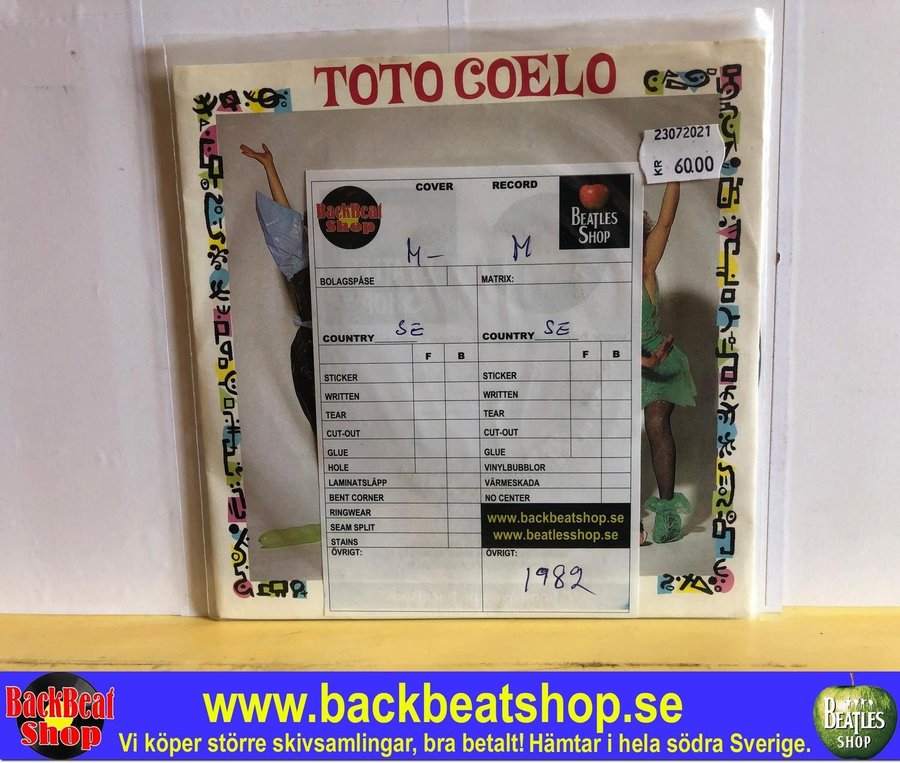 TOTO COELO
23072021
KR 60.00
COVER RECORD
BackBeat
Shop
BEATLES
SHOP
M- M
BOLAGSPÅSE MATRIX:
COUNTRY SE COUNTRY SE
F B F B
STICKER STICKER
WRITTEN WRITTEN
TEAR TEAR
CUT-OUT CUT-OUT
GLUE GLUE
HOLE VINYLBUBBLOR
LAMINATSLÄPP VÄRMESKADA
BENT CORNER NO CENTER
RINGWEAR
SEAM SPLIT
STAINS
www.backbeatshop.se
www.beatlesshop.se
ÖVRIGT: ÖVRIGT:
1982
BackBeat
Shop
www.backbeatshop.se
Vi köper större skivsamlingar, bra betalt! Hämtar i hela södra Sverige.
BEATLES
SHOP